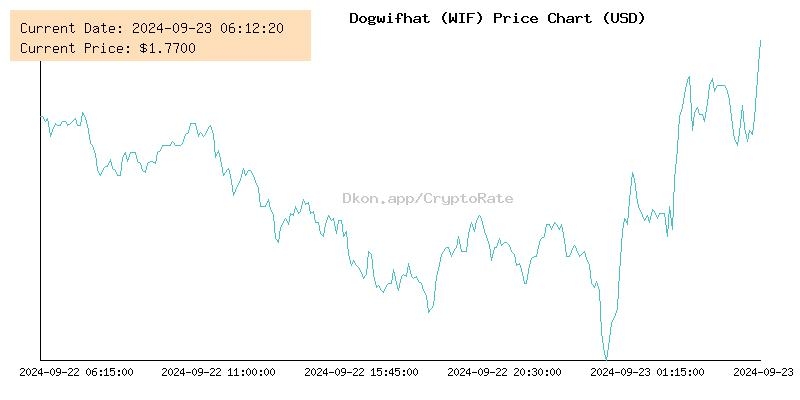 Dogwifhat (WIF) Price Chart (USD)
Current Date: 2024-09-23 06:12:20
Current Price: $1.7700
Dkon.app/CryptoRate
2024-09-22 06:15:00 2024-09-22 11:00:00 2024-09-22 15:45:00 2024-09-22 20:30:00 2024-09-23 01:15:00 2024-09-23